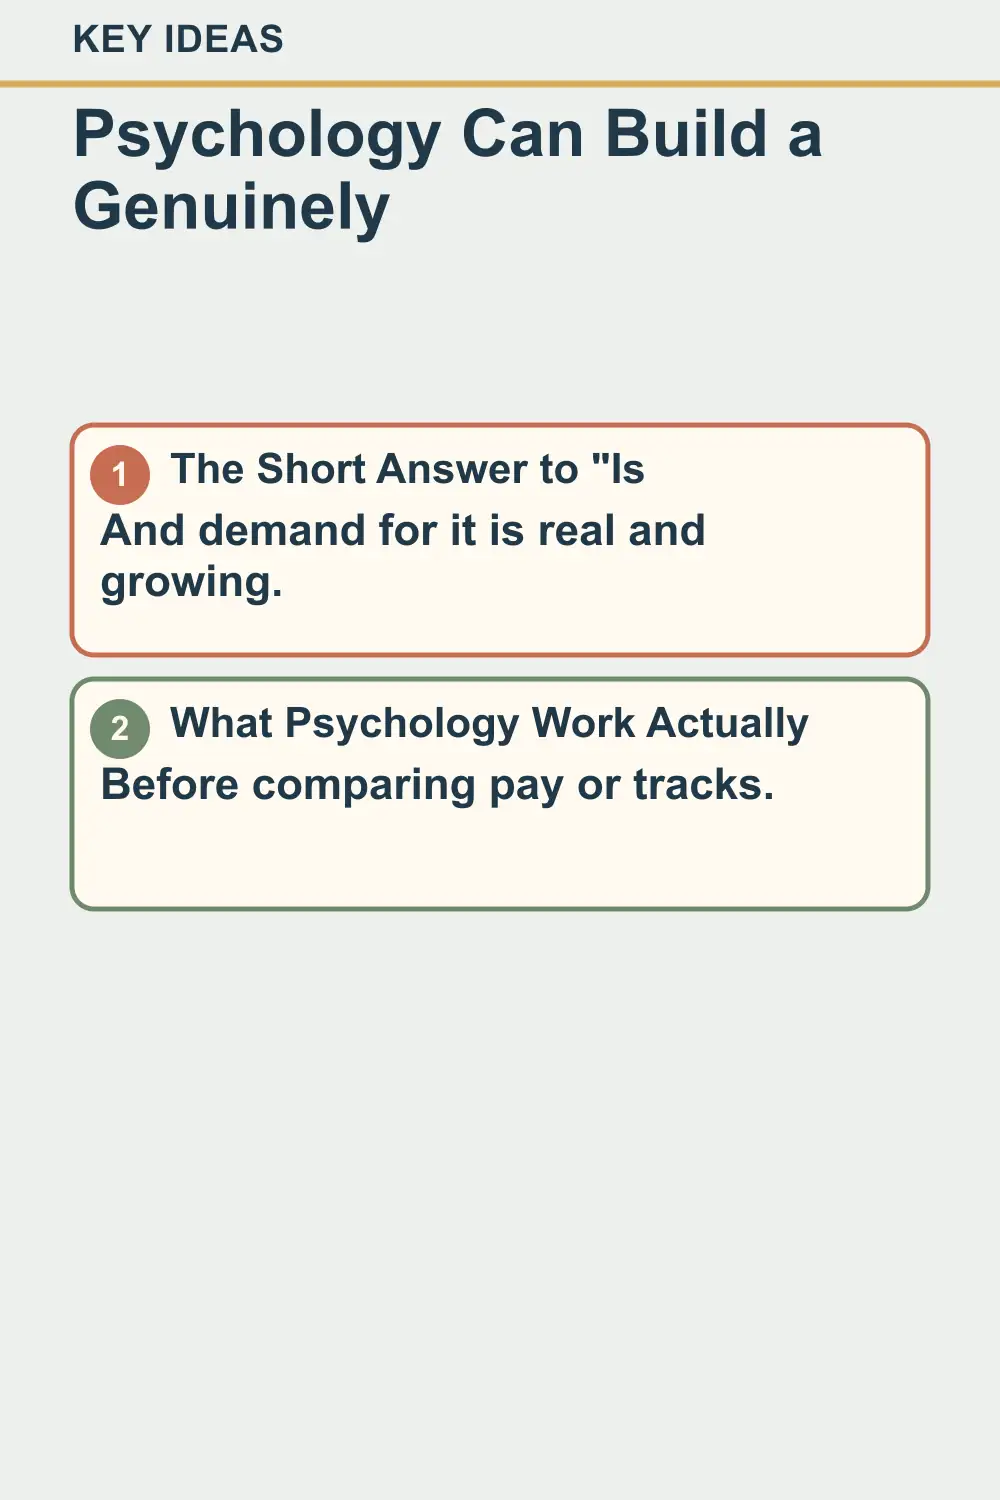 KEY IDEAS
Psychology Can Build a
Genuinely
1 The Short Answer to "Is
And demand for it is real and
growing.
2 What Psychology Work Actually
Before comparing pay or tracks.